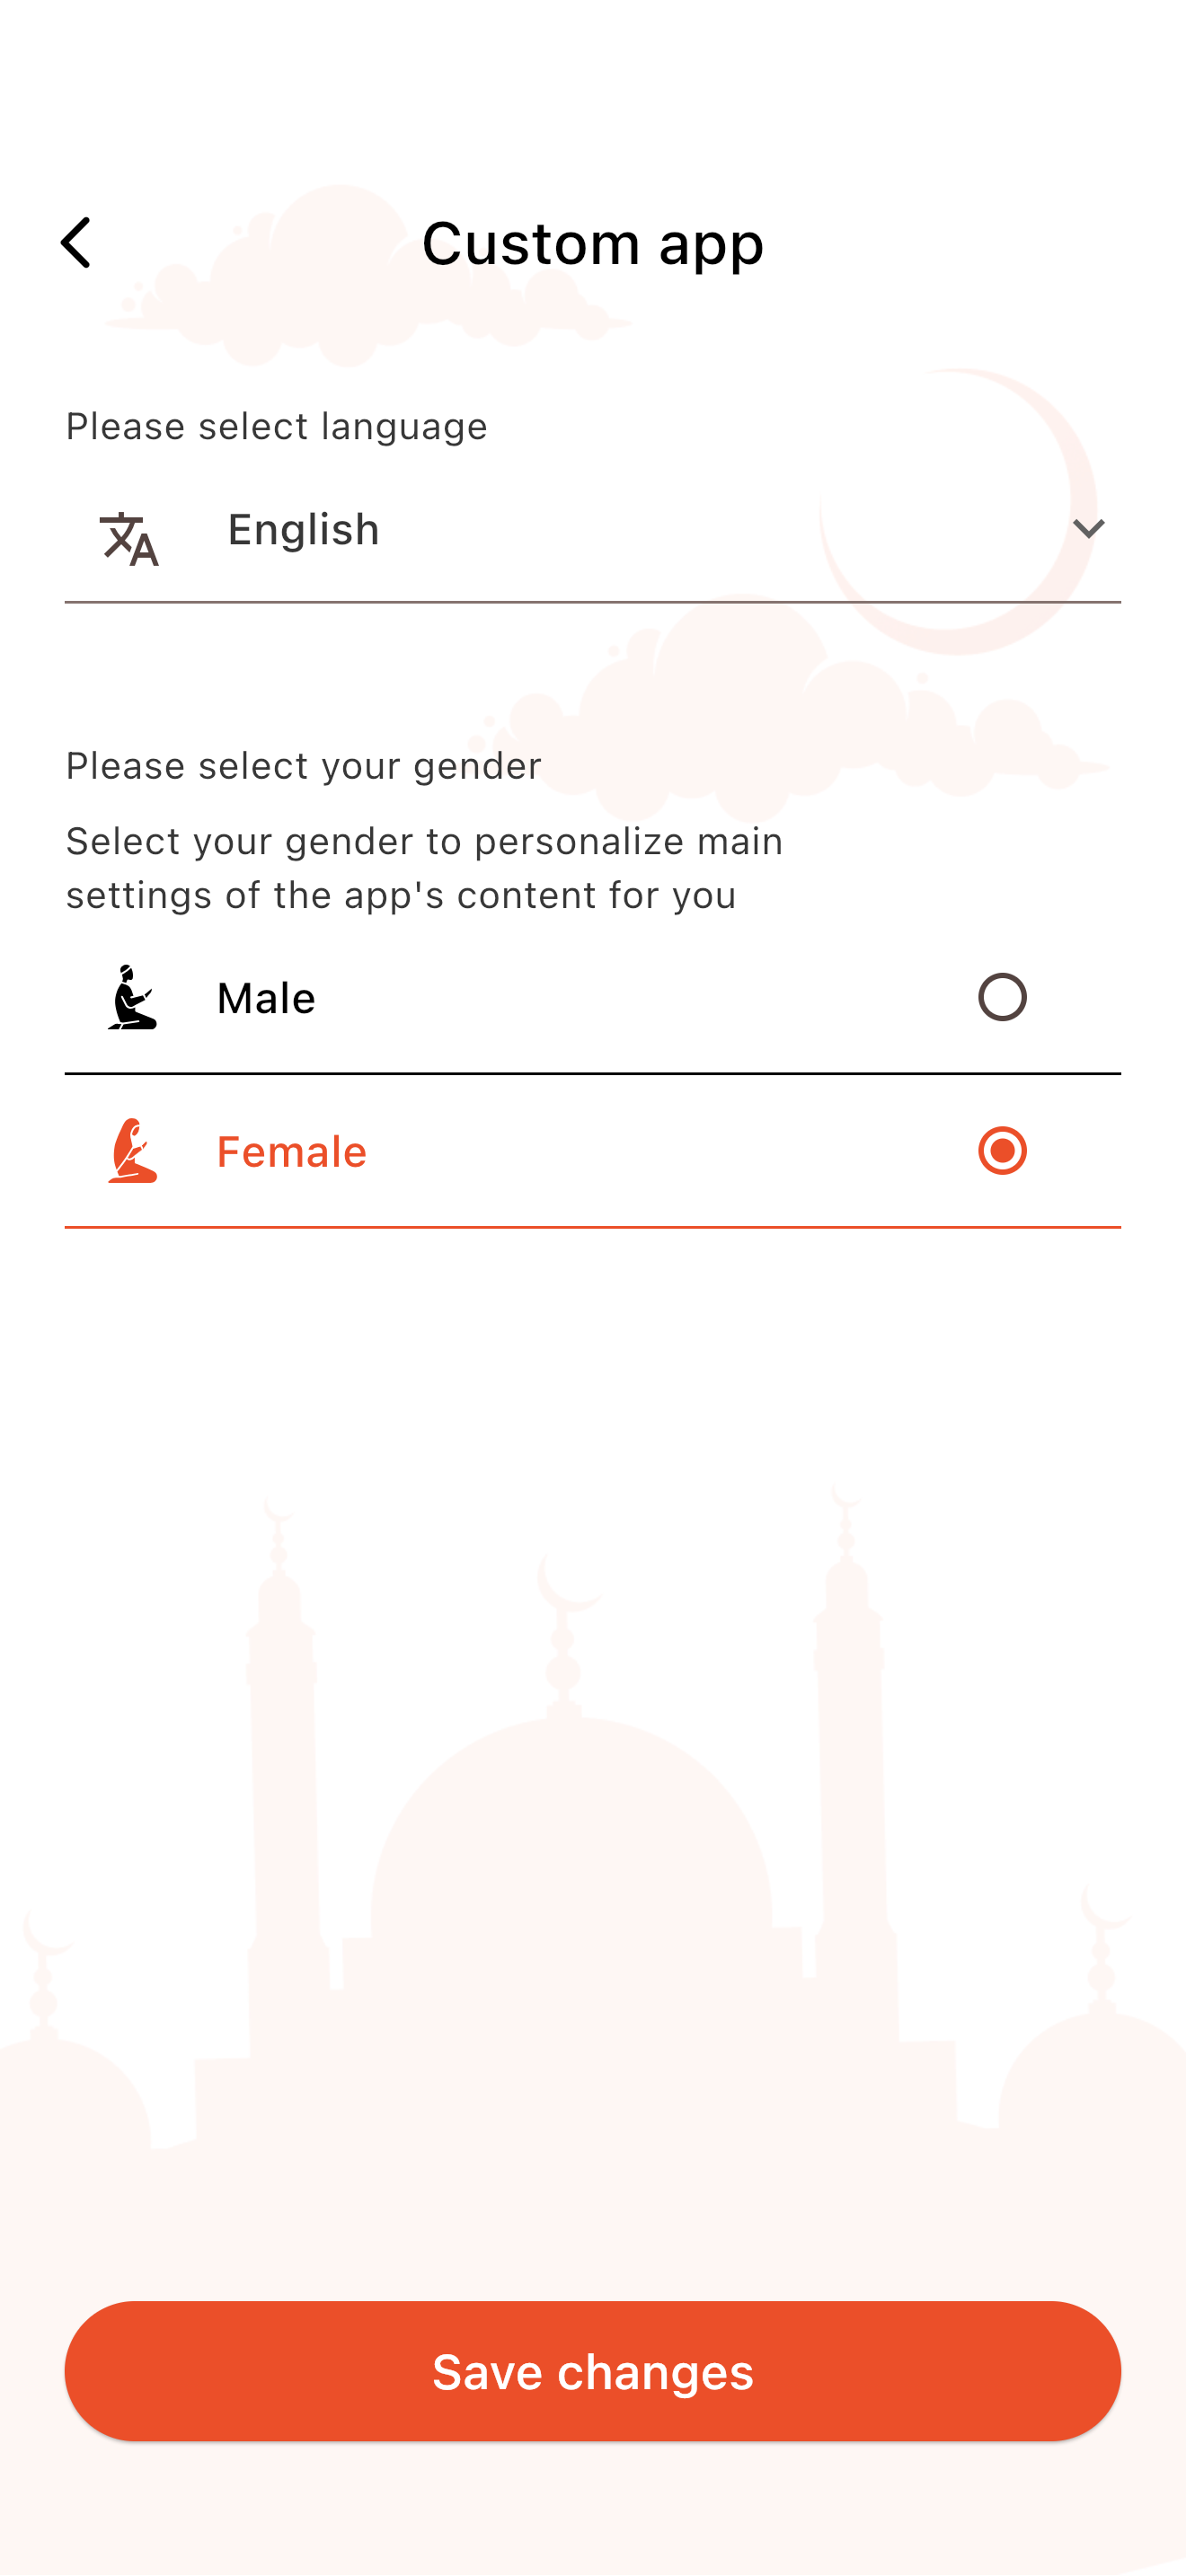 Custom app
Please select language
English
Please select your gender
Select your gender to personalize main
settings of the app's content for you
Male
Female
Save changes